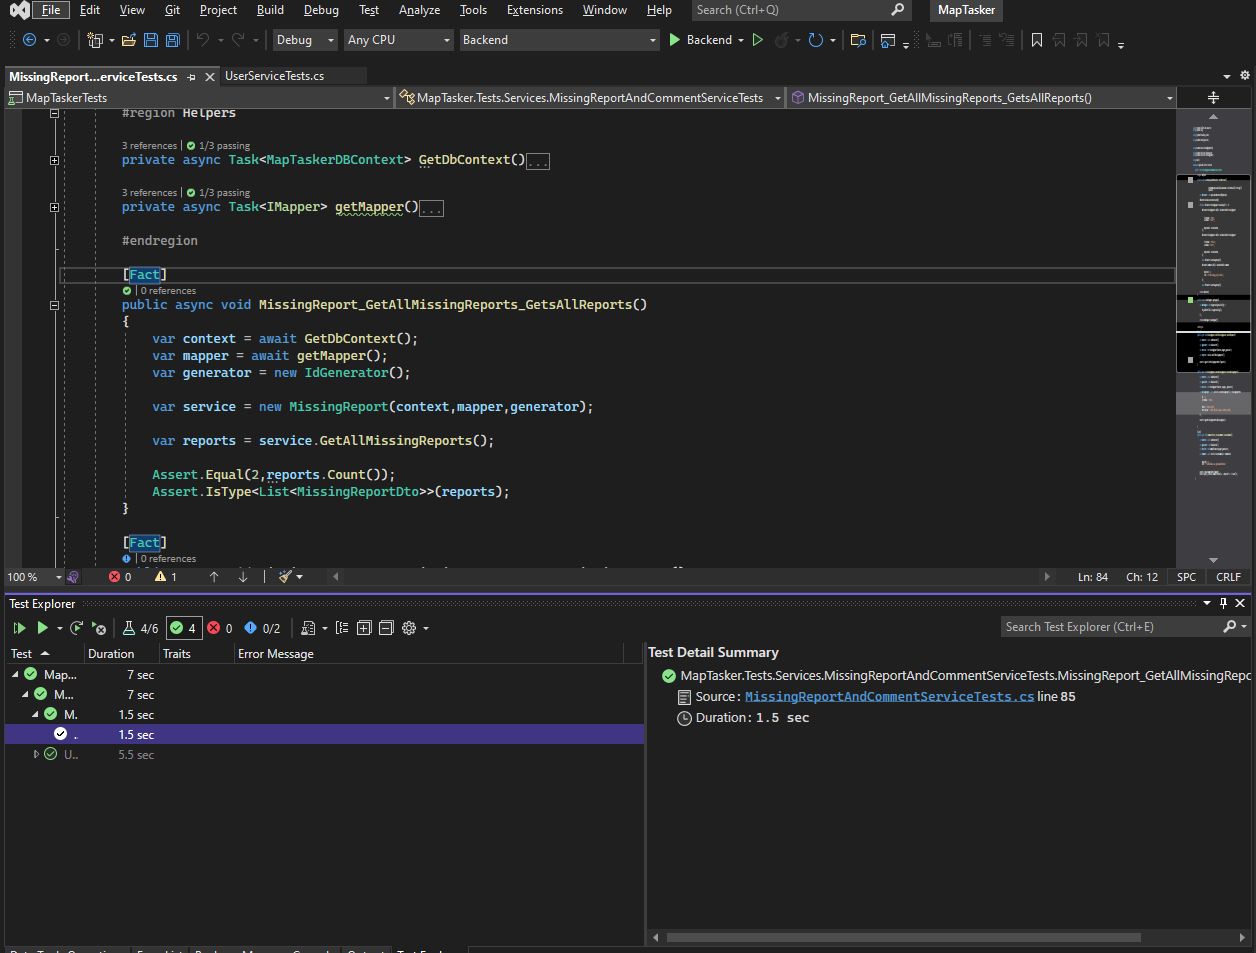 File Edit View Git Project Build Debug Test Analyze Tools Extensions Window Help Search (Ctrl+Q) MapTasker
Debug Any CPU Backend Backend
MissingReport...erviceTests.cs UserServiceTests.cs
MapTaskerTests MapTasker.Tests.Services.MissingReportAndCommentServiceTests MissingReport_GetAllMissingReports_GetsAllReports()
#region Helpers
3 references | 1/3 passing
private async Task<MapTaskerDBContext> GetDbContext()...
3 references | 1/3 passing
private async Task<IMapper> getMapper()...
#endregion
[Fact]
| 0 references
public async void MissingReport_GetAllMissingReports_GetsAllReports()
{
var context = await GetDbContext();
var mapper = await getMapper();
var generator = new IdGenerator();
var service = new MissingReport(context,mapper,generator);
var reports = service.GetAllMissingReports();
Assert.Equal(2,reports.Count());
Assert.IsType<List<MissingReportDto>>(reports);
}
[Fact]
| 0 references
100 % 0 1 Ln: 84 Ch: 12 SPC CRLF
Test Explorer
4/6 4 0 0/2 Search Test Explorer (Ctrl+E)
Test Duration Traits Error Message
Map... 7 sec
M... 7 sec
M. 1.5 sec
. 1.5 sec
U.. 5.5 sec
Test Detail Summary
MapTasker.Tests.Services.MissingReportAndCommentServiceTests.MissingReport_GetAllMissingRepo
Source: MissingReportAndCommentServiceTests.cs line 85
Duration: 1.5 sec